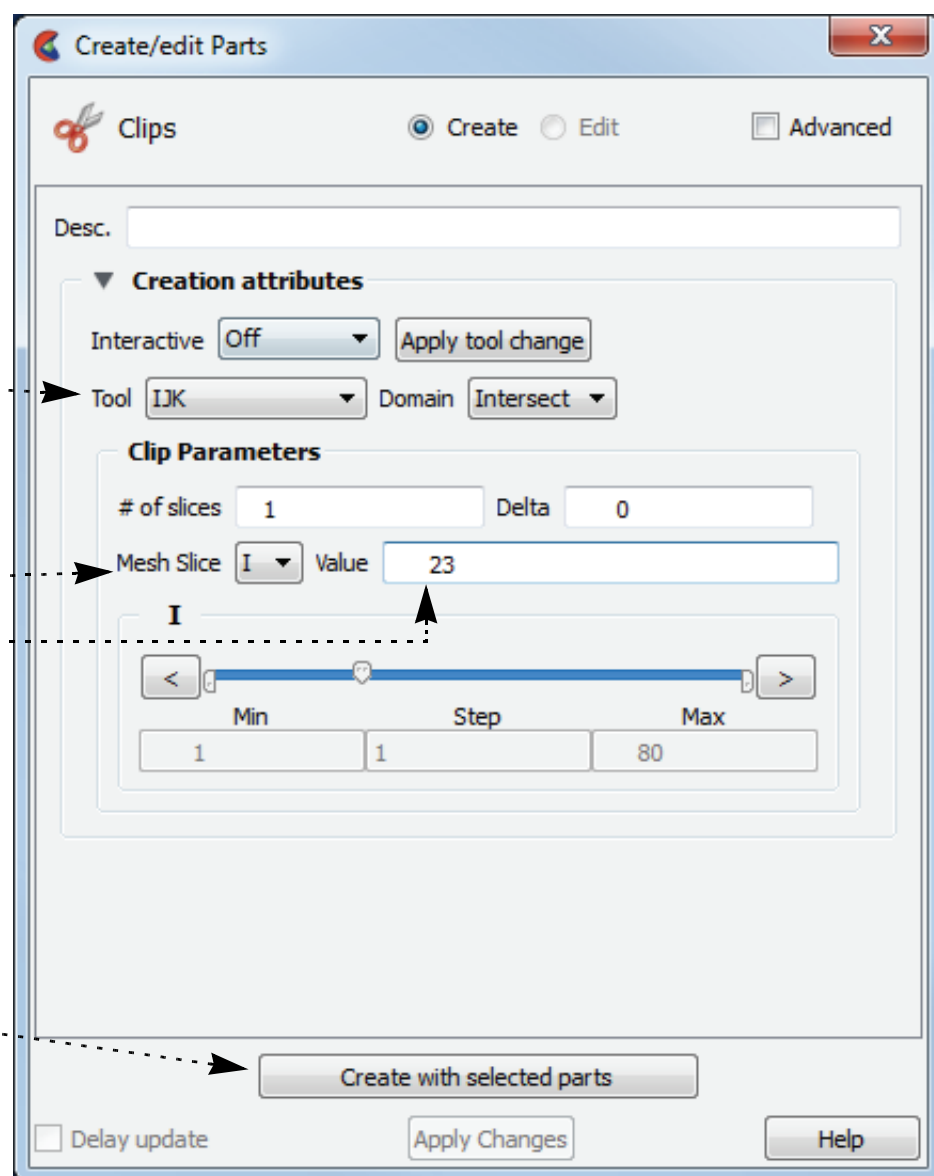 Create/edit Parts
X
Clips Create Edit Advanced
Desc.
Creation attributes
Interactive Off Apply tool change
Tool IJK Domain Intersect
Clip Parameters
# of slices 1 Delta 0
Mesh Slice I Value 23
I
< >
Min Step Max
1 1 80
Create with selected parts
Delay update Apply Changes Help